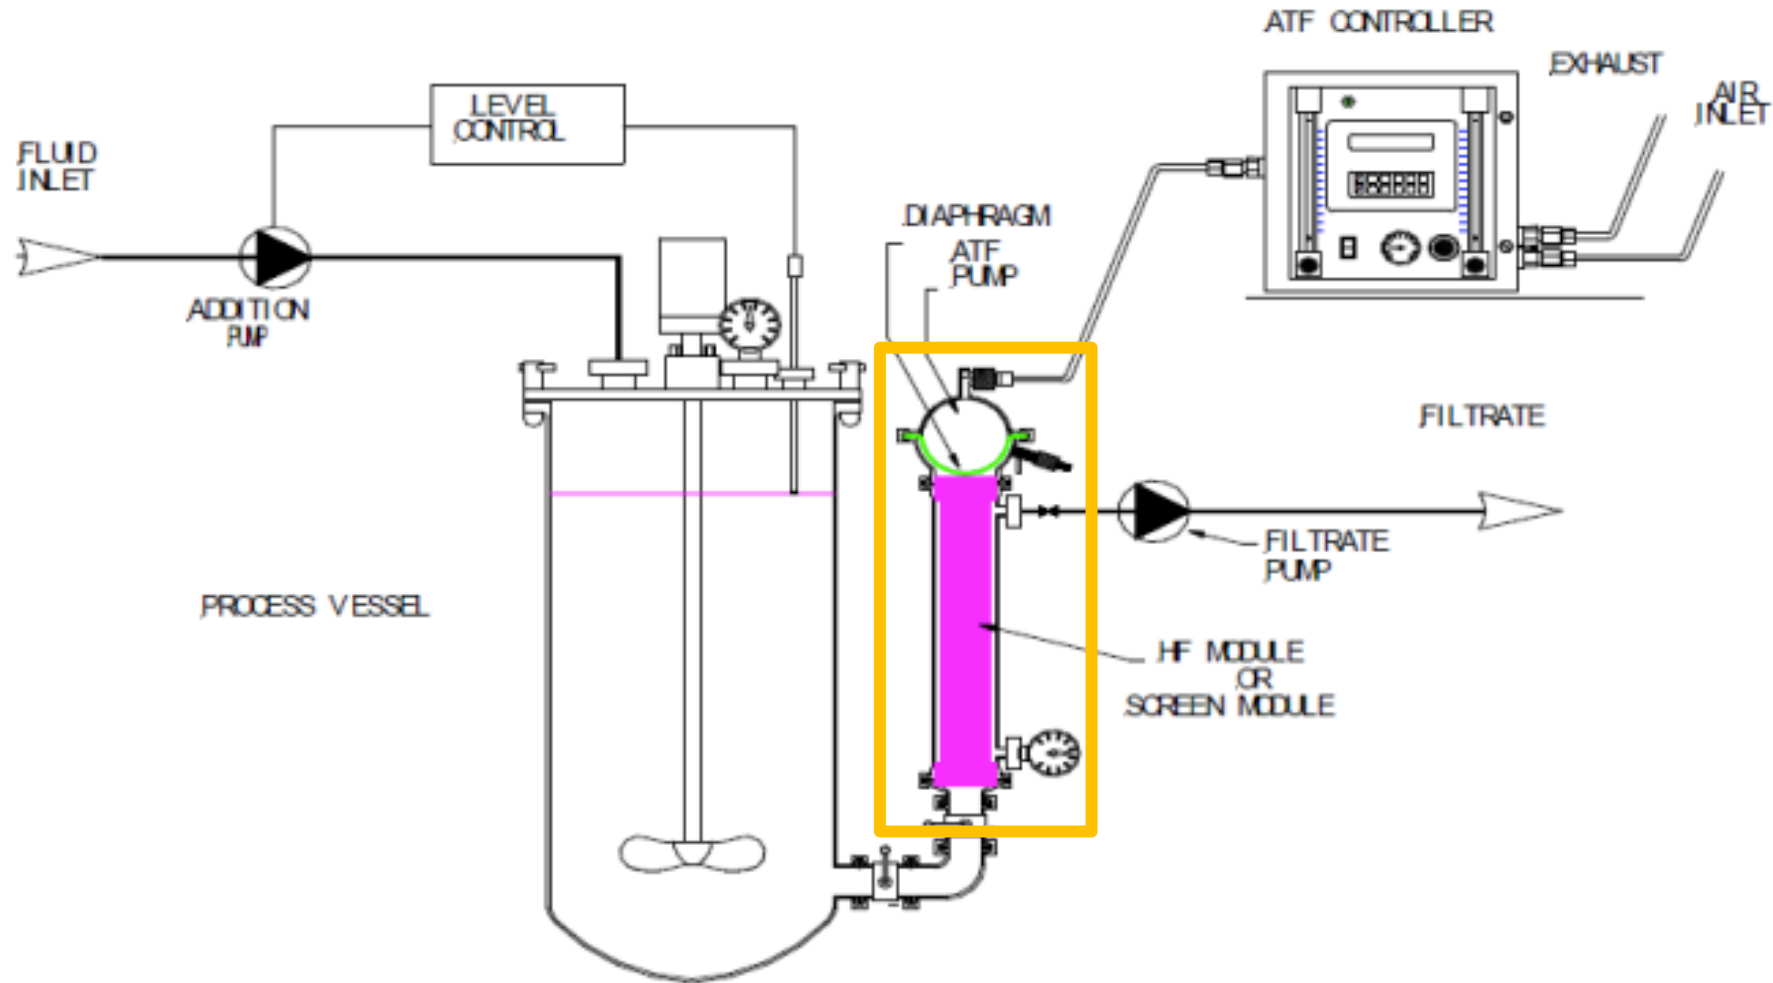 ATF CONTROLLER
EXHAUST
AIR
INLET
LEVEL
CONTROL
FLUID
INLET
DIAPHRAGM
ATF
PUMP
ADDITION
PUMP
FILTRATE
FILTRATE
PUMP
PROCESS VESSEL
HF MODULE
OR
SCREEN MODULE